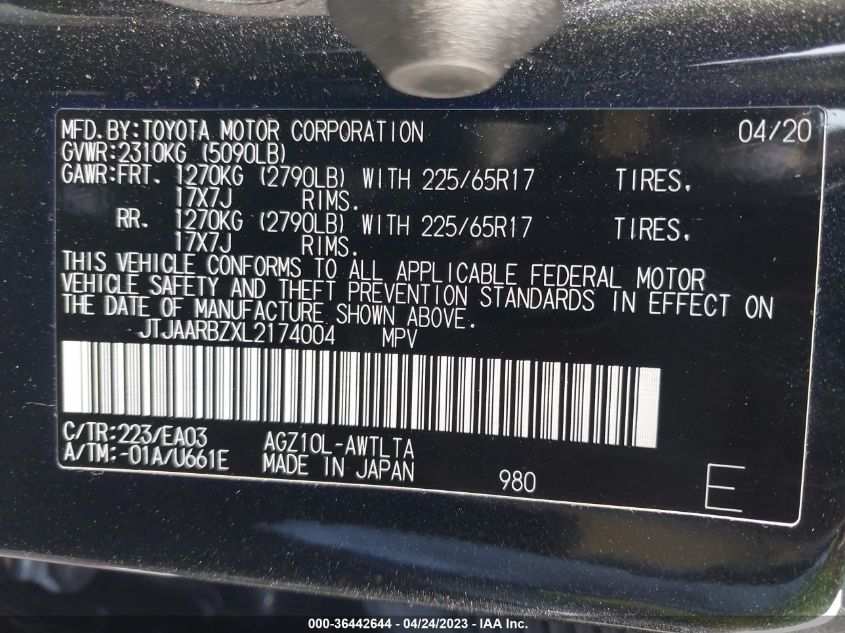 MFD.BY:TOYOTA MOTOR CORPORATION 04/20
GVWR:2310KG (5090LB)
GAWR:FRT. 1270KG (2790LB) WITH 225/65R17 TIRES.
17X7J RIMS.
RR. 1270KG (2790LB) WITH 225/65R17 TIRES.
17X7J RIMS.
THIS VEHICLE CONFORMS TO ALL APPLICABLE FEDERAL MOTOR
VEHICLE SAFETY AND THEFT PREVENTION STANDARDS IN EFFECT ON
THE DATE OF MANUFACTURE SHOWN ABOVE.
JTJAARBZXL2174004 MPV
C/TR:223/EA03 AGZ10L-AWTLTA
A/TM:-01A/U661E MADE IN JAPAN 980 E
000-36442644 / 04/24/2023 - IAA Inc.